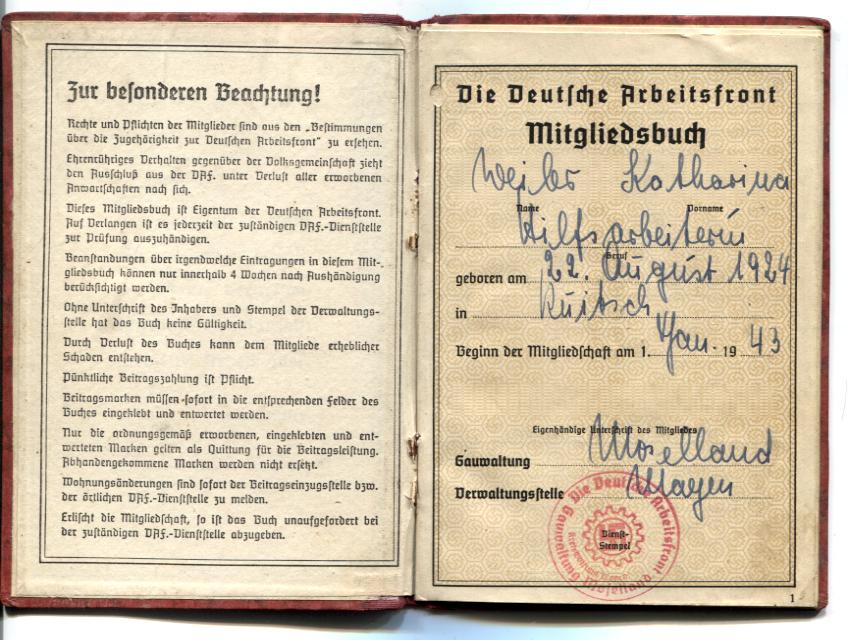 Zur besonderen Beachtung!
Rechte und Pflichten der Mitglieder sind aus den „Bestimmungen
über die Zugehörigkeit zur Deutschen Arbeitsfront“ zu ersehen.
Ehrenrühriges Verhalten gegenüber der Volksgemeinschaft zieht
den Ausschluß aus der DAF. unter Verlust aller erworbenen
Anwartschaften nach sich.
Dieses Mitgliedsbuch ist Eigentum der Deutschen Arbeitsfront.
Auf Verlangen ist es jederzeit der zuständigen DAF.-Dienststelle
zur Prüfung auszuhändigen.
Beanstandungen über irgendwelche Eintragungen in diesem Mit-
gliedsbuch können nur innerhalb 4 Wochen nach Aushändigung
berücksichtigt werden.
Ohne Unterschrift des Inhabers und Stempel der Verwaltungs-
stelle hat das Buch keine Gültigkeit.
Durch Verlust des Buches kann dem Mitgliede erheblicher
Schaden entstehen.
Pünktliche Beitragszahlung ist Pflicht.
Beitragsmarken müssen sofort in die entsprechenden Felder des
Buches eingeklebt und entwertet werden.
Nur die ordnungsgemäß erworbenen, eingeklebten und ent-
werteten Marken gelten als Quittung für die Beitragsleistung.
Abhandengekommene Marken werden nicht ersetzt.
Wohnungsänderungen sind sofort der Beitragseinzugsstelle bzw.
der örtlichen DAF.-Dienststelle zu melden.
Erlischt die Mitgliedschaft, so ist das Buch unaufgefordert bei
der zuständigen DAF.-Dienststelle abzugeben.
Die Deutsche Arbeitsfront
Mitgliedsbuch
Katharina
Name Vorname
Hilfsarbeiterin
Beruf
geboren am 22. August 1924
in Ruitsch
Beginn der Mitgliedschaft am 1. Jan. 19 43
Eigenhändige Unterschrift des Mitgliedes
Gauwaltung Moselland
Verwaltungsstelle Mayen
Die Deutsche Arbeitsfront
Gauwaltung Moselland
Dienst-
Stempel
1